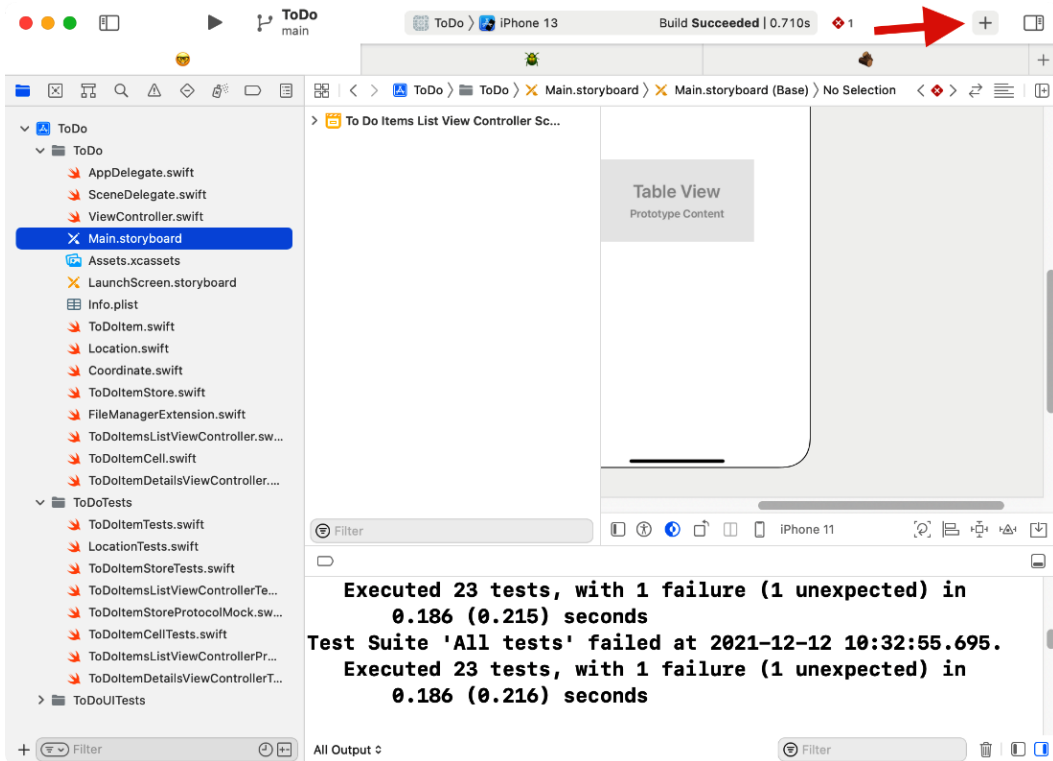 ToDo
main
ToDo
iPhone 13
Build Succeeded | 0.710s
1
ToDo
ToDo
Main.storyboard
Main.storyboard (Base)
No Selection
ToDo
ToDo
AppDelegate.swift
SceneDelegate.swift
ViewController.swift
Main.storyboard
Assets.xcassets
LaunchScreen.storyboard
Info.plist
ToDoItem.swift
Location.swift
Coordinate.swift
ToDoItemStore.swift
FileManagerExtension.swift
ToDoItemsListViewController.sw...
ToDoItemCell.swift
ToDoItemDetailsViewController....
ToDoTests
ToDoItemTests.swift
LocationTests.swift
ToDoItemStoreTests.swift
ToDoItemsListViewControllerTe...
ToDoItemStoreProtocolMock.sw...
ToDoItemCellTests.swift
ToDoItemsListViewControllerPr...
ToDoItemDetailsViewControllerT...
ToDoUITests
Filter
To Do Items List View Controller Sc...
Filter
Table View
Prototype Content
iPhone 11
Executed 23 tests, with 1 failure (1 unexpected) in
0.186 (0.215) seconds
Test Suite 'All tests' failed at 2021-12-12 10:32:55.695.
Executed 23 tests, with 1 failure (1 unexpected) in
0.186 (0.216) seconds
All Output
Filter